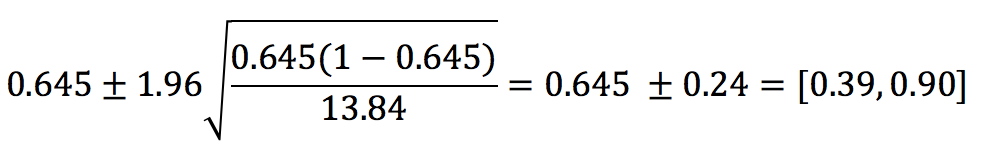 0.645 ± 1.96 √(0.645(1 − 0.645) / 13.84) = 0.645 ± 0.24 = [0.39, 0.90]